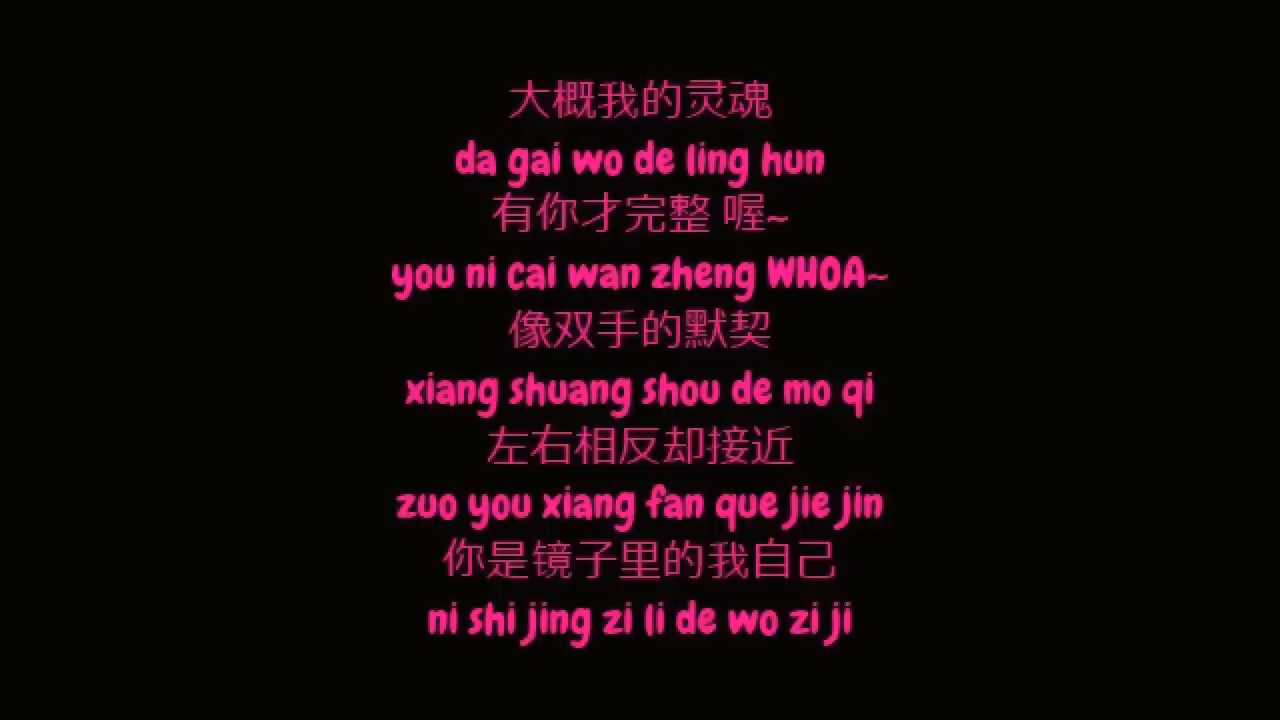 大概我的灵魂
da gai wo de ling hun
有你才完整 喔~
you ni cai wan zheng WHOA~
像双手的默契
xiang shuang shou de mo qi
左右相反却接近
zuo you xiang fan que jie jin
你是镜子里的我自己
ni shi jing zi li de wo zi ji